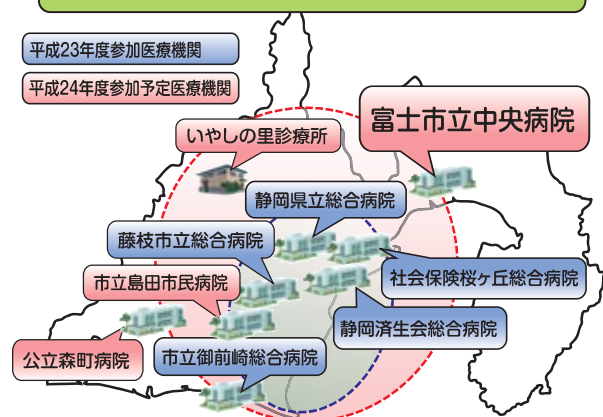 平成23年度参加医療機関
平成24年度参加予定医療機関
富士市立中央病院
いやしの里診療所
静岡県立総合病院
藤枝市立総合病院
社会保険桜ヶ丘総合病院
市立島田市民病院
静岡済生会総合病院
公立森町病院
市立御前崎総合病院